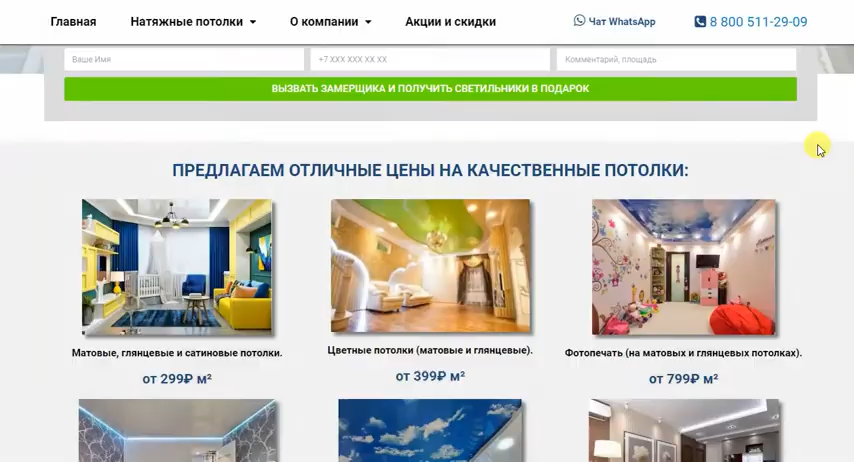 Главная
Натяжные потолки
О компании
Акции и скидки
Чат WhatsApp
8 800 511-29-09
Ваше Имя
+7 XXX XXX XX XX
Комментарий, площадь
ВЫЗВАТЬ ЗАМЕРЩИКА И ПОЛУЧИТЬ СВЕТИЛЬНИКИ В ПОДАРОК
ПРЕДЛАГАЕМ ОТЛИЧНЫЕ ЦЕНЫ НА КАЧЕСТВЕННЫЕ ПОТОЛКИ:
Матовые, глянцевые и сатиновые потолки.
от 299₽ м²
Цветные потолки (матовые и глянцевые).
от 399₽ м²
Фотопечать (на матовых и глянцевых потолках).
от 799₽ м²